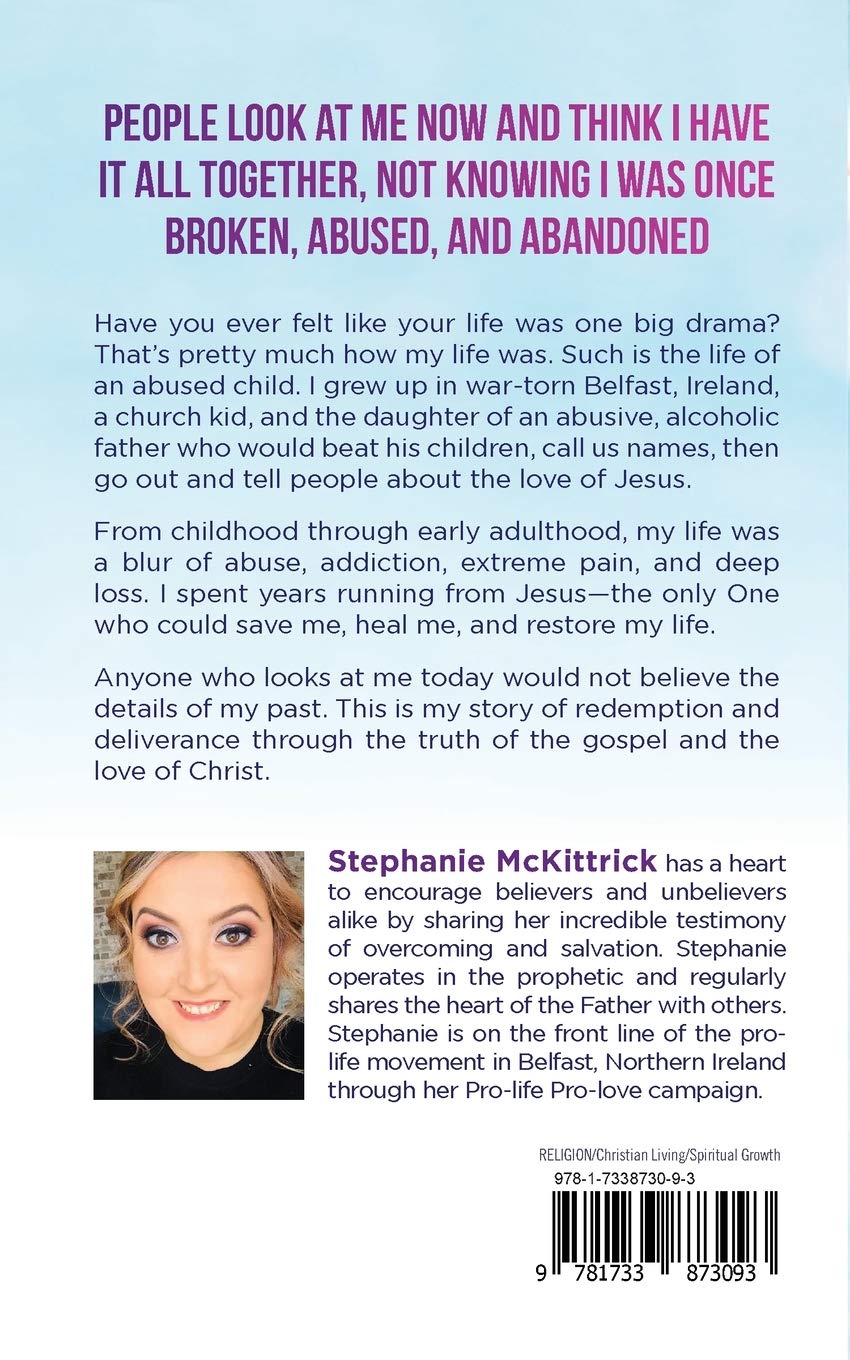 PEOPLE LOOK AT ME NOW AND THINK I HAVE
IT ALL TOGETHER, NOT KNOWING I WAS ONCE
BROKEN, ABUSED, AND ABANDONED
Have you ever felt like your life was one big drama?
That's pretty much how my life was. Such is the life of
an abused child. I grew up in war-torn Belfast, Ireland,
a church kid, and the daughter of an abusive, alcoholic
father who would beat his children, call us names, then
go out and tell people about the love of Jesus.
From childhood through early adulthood, my life was
a blur of abuse, addiction, extreme pain, and deep
loss. I spent years running from Jesus—the only One
who could save me, heal me, and restore my life.
Anyone who looks at me today would not believe the
details of my past. This is my story of redemption and
deliverance through the truth of the gospel and the
love of Christ.
Stephanie McKittrick has a heart
to encourage believers and unbelievers
alike by sharing her incredible testimony
of overcoming and salvation. Stephanie
operates in the prophetic and regularly
shares the heart of the Father with others.
Stephanie is on the front line of the pro-
life movement in Belfast, Northern Ireland
through her Pro-life Pro-love campaign.
RELIGION/Christian Living/Spiritual Growth
978-1-7338730-9-3
9 781733 873093